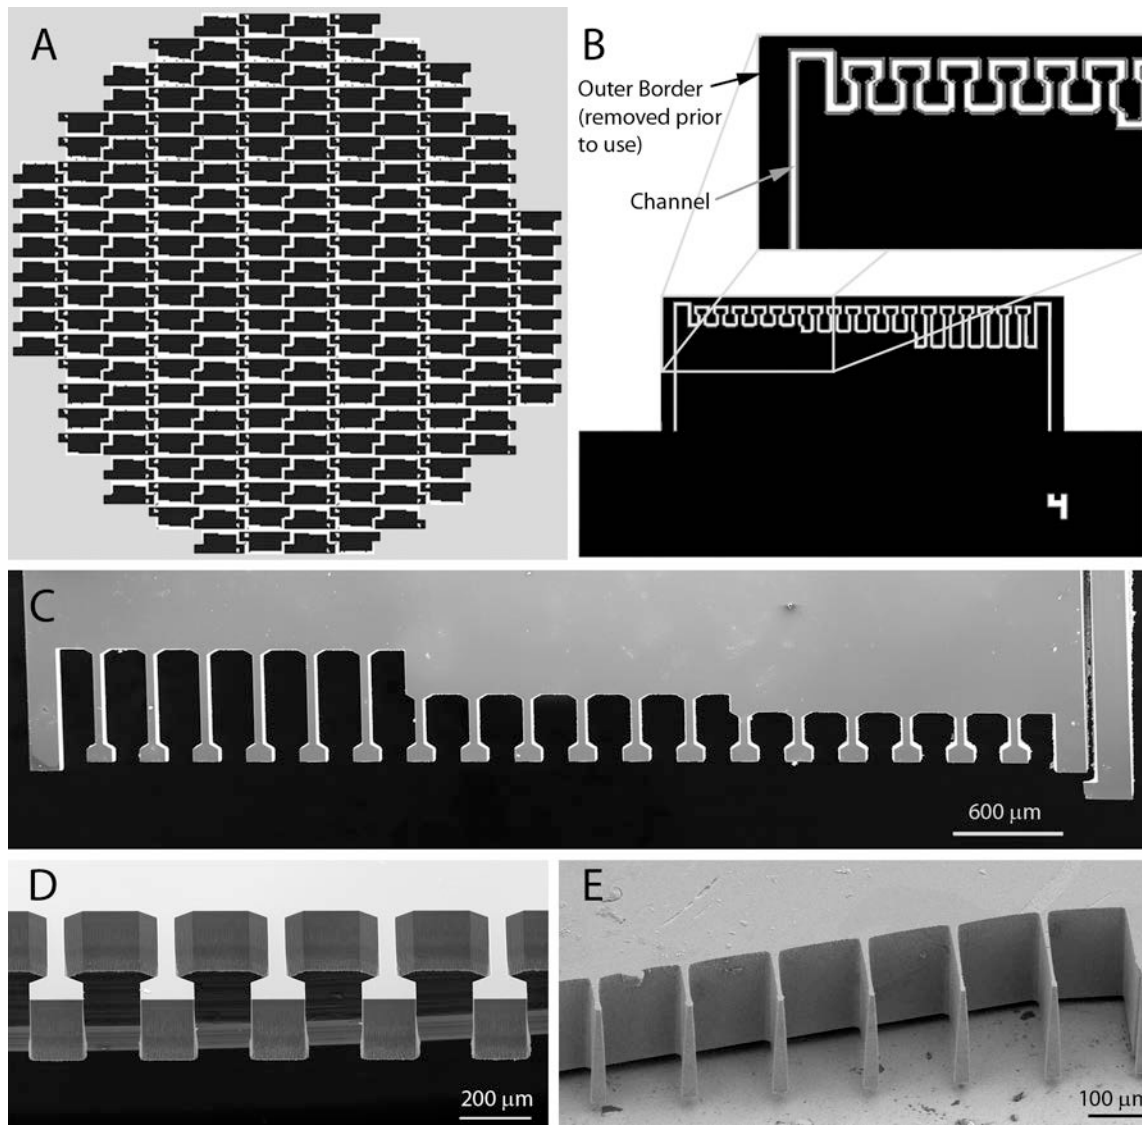 A
B
Outer Border
(removed prior
to use)
Channel
4
C
600 μm
D
200 μm
E
100 μm